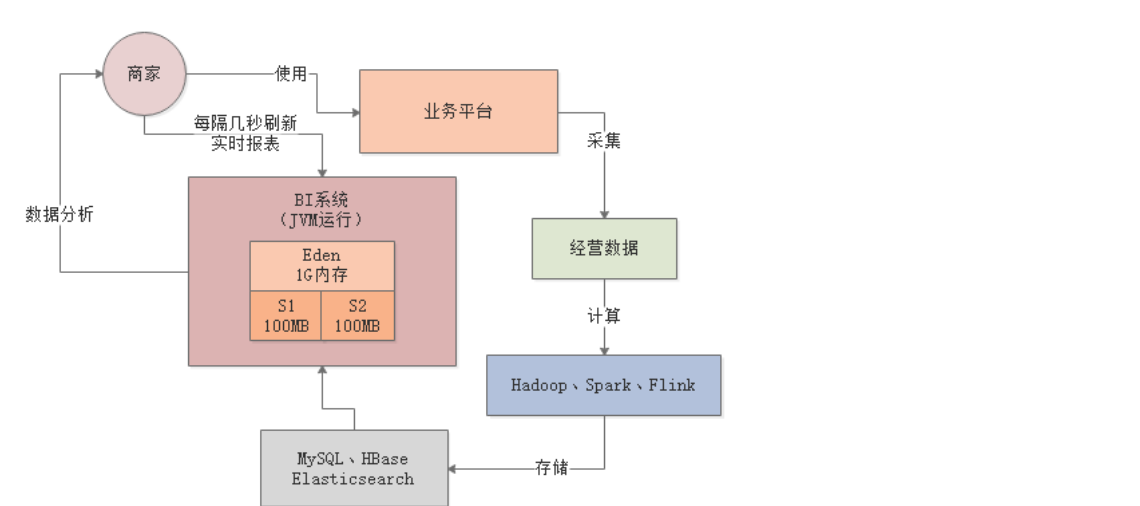 商家
使用
业务平台
每隔几秒刷新
实时报表
采集
BI系统
（JVM运行）
数据分析
Eden
1G内存
经营数据
S1
100MB
S2
100MB
计算
Hadoop、Spark、Flink
MySQL、HBase
Elasticsearch
存储